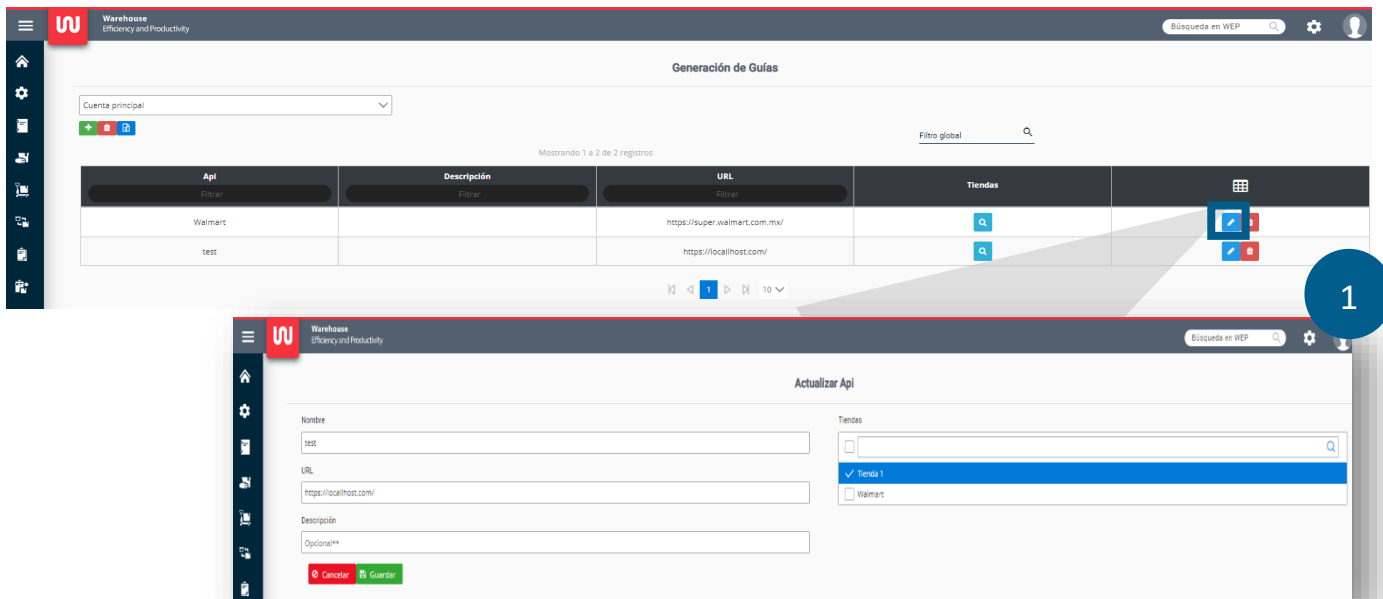 Warehouse
Efficiency and Productivity
Búsqueda en WEP
Generación de Guías
Cuenta principal
Filtro global
Mostrando 1 a 2 de 2 registros
Api Descripción URL Tiendas
Filtrar Filtrar Filtrar
Walmart https://super.walmart.com.mx/
test https://locallhost.com/
1 10
1
Warehouse
Efficiency and Productivity
Búsqueda en WEP
Actualizar Api
Nombre Tiendas
test
URL Tienda 1
https://locallhost.com/ Walmart
Descripción
Opcional**
Cancelar Guardar